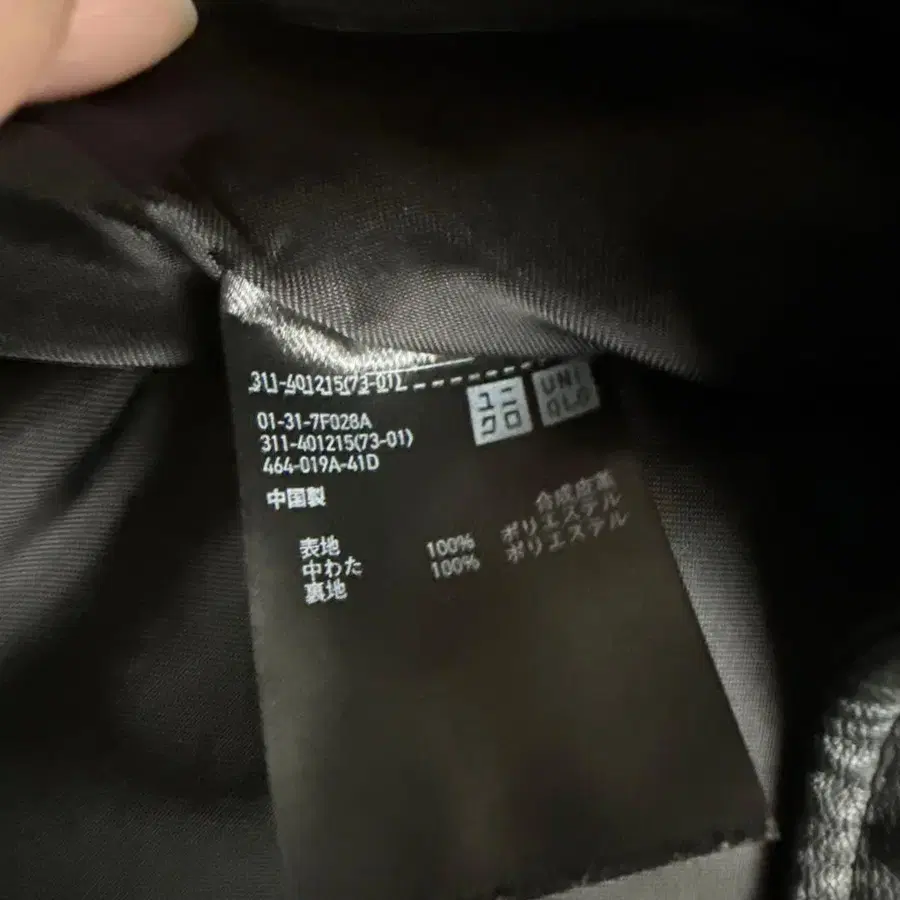 311-401215(73-01)
ユニ
クロ
UNI
QLO
01-31-7F028A
311-401215(73-01)
464-019A-41D
中国製
表地 合成皮革
中わた 100% ポリエステル
裏地 100% ポリエステル